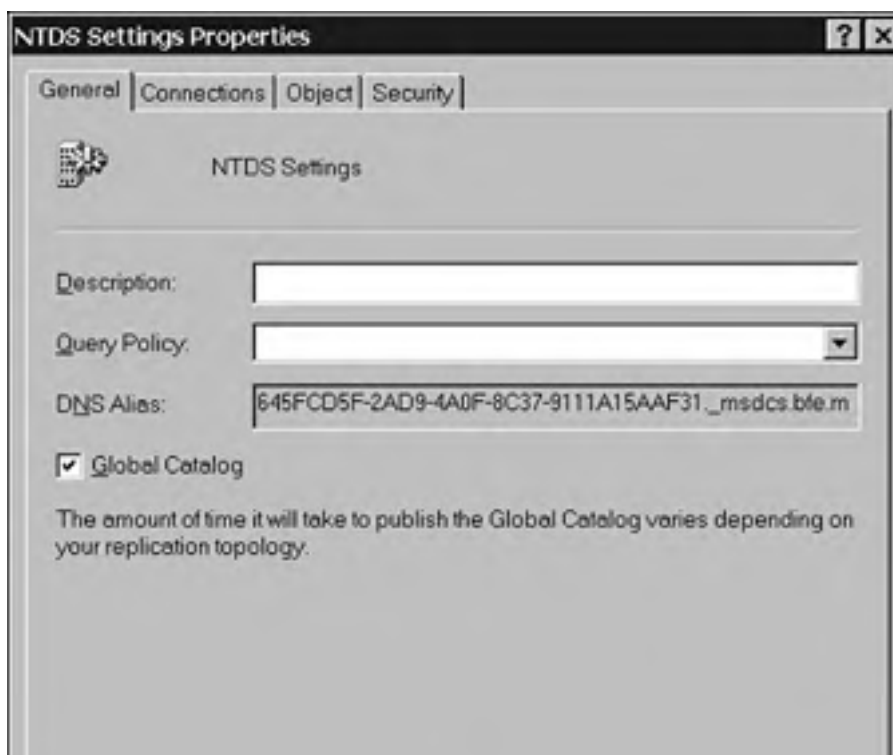 NTDS Settings Properties
General Connections Object Security
NTDS Settings
Description:
Query Policy:
DNS Alias: 645FCD5F-2AD9-4A0F-8C37-9111A15AAF31._msdcs.bte.m
Global Catalog
The amount of time it will take to publish the Global Catalog varies depending on
your replication topology.